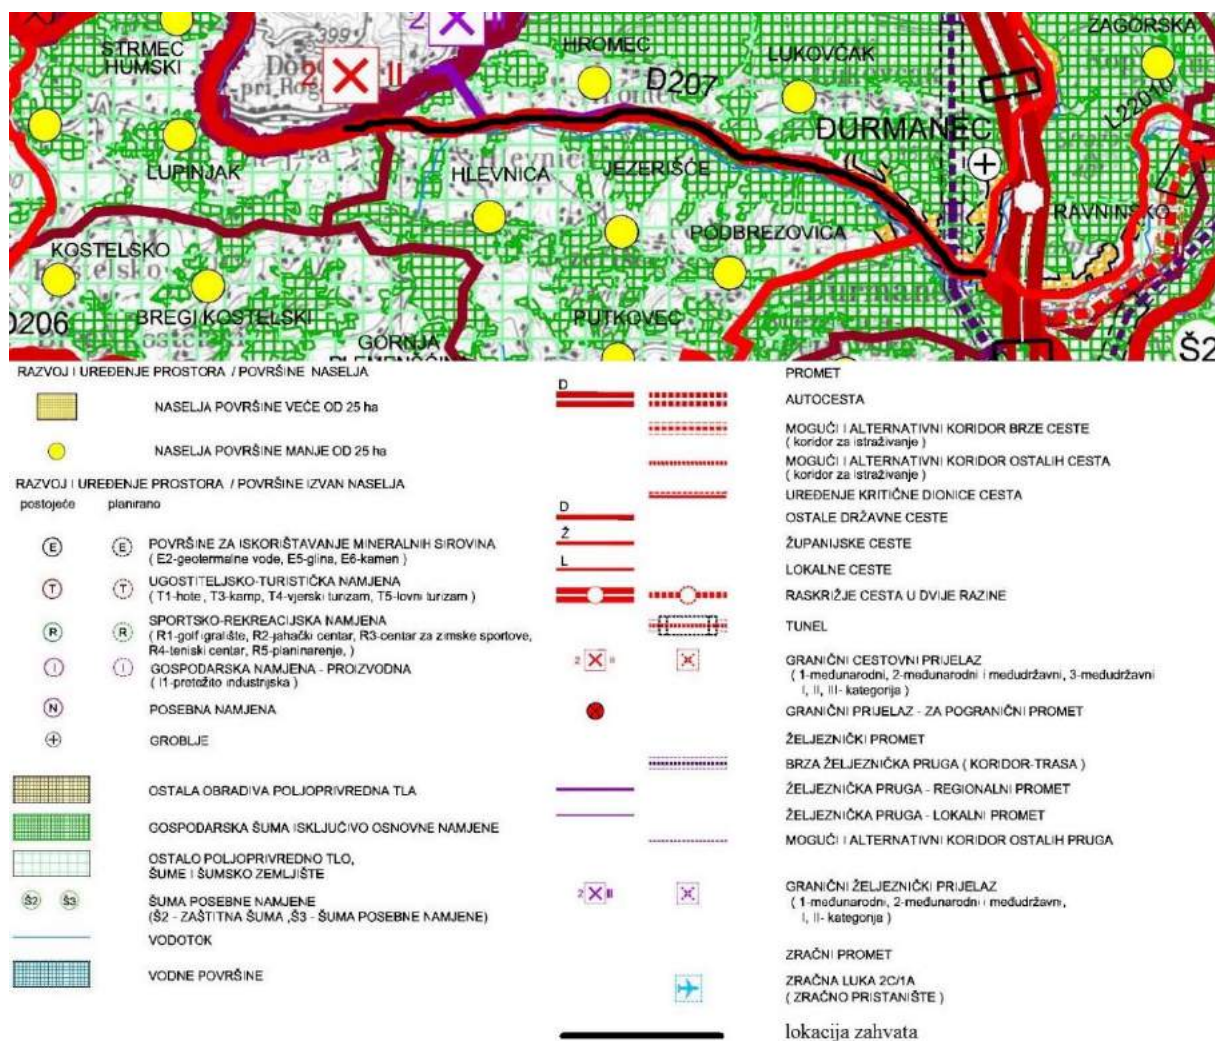 ZAGORSKA
2
399
STRMEC
HUMSKI
HROMEC
LUKOVČAK
2 II
D207
L22010
ĐURMANEC
LUPINJAK
HLEVNICA
JEZERIŠĆE
RAVNINSKO
PODBREZOVICA
KOSTELSKO
D206
BREGI KOSTELSKI
PUTKOVEC
GORNJA
Š2
RAZVOJ I UREĐENJE PROSTORA / POVRŠINE NASELJA
NASELJA POVRŠINE VEĆE OD 25 ha
NASELJA POVRŠINE MANJE OD 25 ha
RAZVOJ I UREĐENJE PROSTORA / POVRŠINE IZVAN NASELJA
postojeće planirano
E E POVRŠINE ZA ISKORIŠTAVANJE MINERALNIH SIROVINA
( E2-geotermalne vode, E5-glina, E6-kamen )
T T UGOSTITELJSKO-TURISTIČKA NAMJENA
( T1-hotel, T3-kamp, T4-vjerski turizam, T5-lovni turizam )
R R SPORTSKO-REKREACIJSKA NAMJENA
( R1-golf igralište, R2-jahački centar, R3-centar za zimske sportove,
R4-teniski centar, R5-planinarenje, )
I I GOSPODARSKA NAMJENA - PROIZVODNA
( I1-pretežito industrijska )
N POSEBNA NAMJENA
GROBLJE
OSTALA OBRADIVA POLJOPRIVREDNA TLA
GOSPODARSKA ŠUMA ISKLJUČIVO OSNOVNE NAMJENE
OSTALO POLJOPRIVREDNO TLO,
ŠUME I ŠUMSKO ZEMLJIŠTE
Š2 Š3 ŠUMA POSEBNE NAMJENE
(Š2 - ZAŠTITNA ŠUMA ,Š3 - ŠUMA POSEBNE NAMJENE)
VODOTOK
VODNE POVRŠINE
PROMET
D AUTOCESTA
MOGUĆI I ALTERNATIVNI KORIDOR BRZE CESTE
( koridor za istraživanje )
MOGUĆI I ALTERNATIVNI KORIDOR OSTALIH CESTA
( koridor za istraživanje )
UREĐENJE KRITIČNE DIONICE CESTA
D OSTALE DRŽAVNE CESTE
Ž ŽUPANIJSKE CESTE
L LOKALNE CESTE
RASKRIŽJE CESTA U DVIJE RAZINE
TUNEL
2 II GRANIČNI CESTOVNI PRIJELAZ
( 1-međunarodni, 2-međunarodni i međudržavni, 3-međudržavni
I, II, III- kategorija )
GRANIČNI PRIJELAZ - ZA POGRANIČNI PROMET
ŽELJEZNIČKI PROMET
BRZA ŽELJEZNIČKA PRUGA ( KORIDOR-TRASA )
ŽELJEZNIČKA PRUGA - REGIONALNI PROMET
ŽELJEZNIČKA PRUGA - LOKALNI PROMET
MOGUĆI I ALTERNATIVNI KORIDOR OSTALIH PRUGA
2 II GRANIČNI ŽELJEZNIČKI PRIJELAZ
( 1-međunarodni, 2-međunarodni i međudržavni,
I, II- kategorija )
ZRAČNI PROMET
ZRAČNA LUKA 2C/1A
( ZRAČNO PRISTANIŠTE )
lokacija zahvata